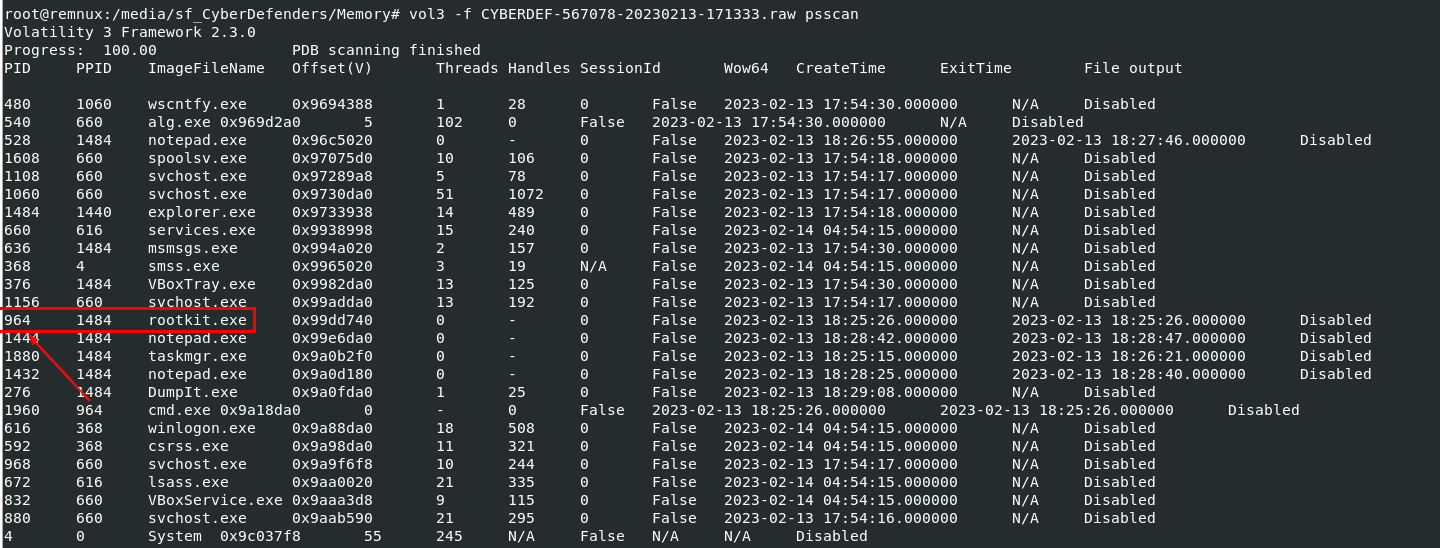 root@remnux:/media/sf_CyberDefenders/Memory# vol3 -f CYBERDEF-567078-20230213-171333.raw psscan
Volatility 3 Framework 2.3.0
Progress:  100.00               PDB scanning finished
PID     PPID    ImageFileName   Offset(V)       Threads Handles SessionId       Wow64   CreateTime      ExitTime        File output
480     1060    wscntfy.exe     0x9694388       1       28      0       False   2023-02-13 17:54:30.000000      N/A     Disabled
540     660     alg.exe 0x969d2a0       5       102     0       False   2023-02-13 17:54:30.000000      N/A     Disabled
528     1484    notepad.exe     0x96c5020       0       -       0       False   2023-02-13 18:26:55.000000      2023-02-13 18:27:46.000000      Disabled
1608    660     spoolsv.exe     0x97075d0       10      106     0       False   2023-02-13 17:54:18.000000      N/A     Disabled
1108    660     svchost.exe     0x97289a8       5       78      0       False   2023-02-13 17:54:17.000000      N/A     Disabled
1060    660     svchost.exe     0x9730da0       51      1072    0       False   2023-02-13 17:54:17.000000      N/A     Disabled
1484    1440    explorer.exe    0x9733938       14      489     0       False   2023-02-13 17:54:18.000000      N/A     Disabled
660     616     services.exe    0x9938998       15      240     0       False   2023-02-14 04:54:15.000000      N/A     Disabled
636     1484    msmsgs.exe      0x994a020       2       157     0       False   2023-02-13 17:54:30.000000      N/A     Disabled
368     4       smss.exe        0x9965020       3       19      N/A     False   2023-02-14 04:54:15.000000      N/A     Disabled
376     1484    VBoxTray.exe    0x9982da0       13      125     0       False   2023-02-13 17:54:30.000000      N/A     Disabled
1156    660     svchost.exe     0x99adda0       13      192     0       False   2023-02-13 17:54:17.000000      N/A     Disabled
964     1484    rootkit.exe     0x99dd740       0       -       0       False   2023-02-13 18:25:26.000000      2023-02-13 18:25:26.000000      Disabled
1444    1484    notepad.exe     0x99e6da0       0       -       0       False   2023-02-13 18:28:42.000000      2023-02-13 18:28:47.000000      Disabled
1880    1484    taskmgr.exe     0x9a0b2f0       0       -       0       False   2023-02-13 18:25:15.000000      2023-02-13 18:26:21.000000      Disabled
1432    1484    notepad.exe     0x9a0d180       0       -       0       False   2023-02-13 18:28:25.000000      2023-02-13 18:28:40.000000      Disabled
276     1484    DumpIt.exe      0x9a0fda0       1       25      0       False   2023-02-13 18:29:08.000000      N/A     Disabled
1960    964     cmd.exe 0x9a18da0       0       -       0       False   2023-02-13 18:25:26.000000      2023-02-13 18:25:26.000000      Disabled
616     368     winlogon.exe    0x9a88da0       18      508     0       False   2023-02-14 04:54:15.000000      N/A     Disabled
592     368     csrss.exe       0x9a98da0       11      321     0       False   2023-02-14 04:54:15.000000      N/A     Disabled
968     660     svchost.exe     0x9a9f6f8       10      244     0       False   2023-02-13 17:54:17.000000      N/A     Disabled
672     616     lsass.exe       0x9aa0020       21      335     0       False   2023-02-14 04:54:15.000000      N/A     Disabled
832     660     VBoxService.exe 0x9aaa3d8       9       115     0       False   2023-02-14 04:54:15.000000      N/A     Disabled
880     660     svchost.exe     0x9aab590       21      295     0       False   2023-02-13 17:54:16.000000      N/A     Disabled
4       0       System  0x9c037f8       55      245     N/A     False   N/A     N/A     Disabled